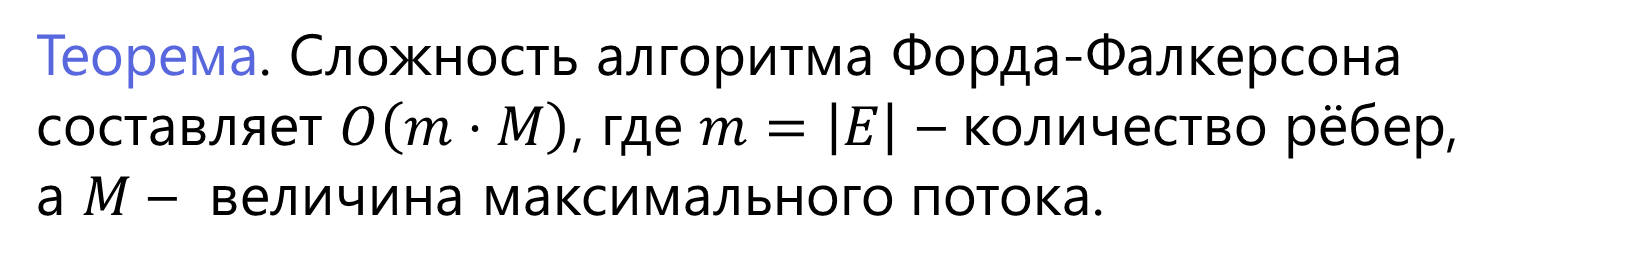 Теорема. Сложность алгоритма Форда-Фалкерсона
составляет 𝑂(𝑚 ⋅ 𝑀), где 𝑚 = |𝐸| – количество рёбер,
а 𝑀 – величина максимального потока.